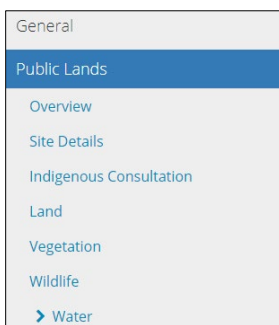 General
Public Lands
Overview
Site Details
Indigenous Consultation
Land
Vegetation
Wildlife
Water